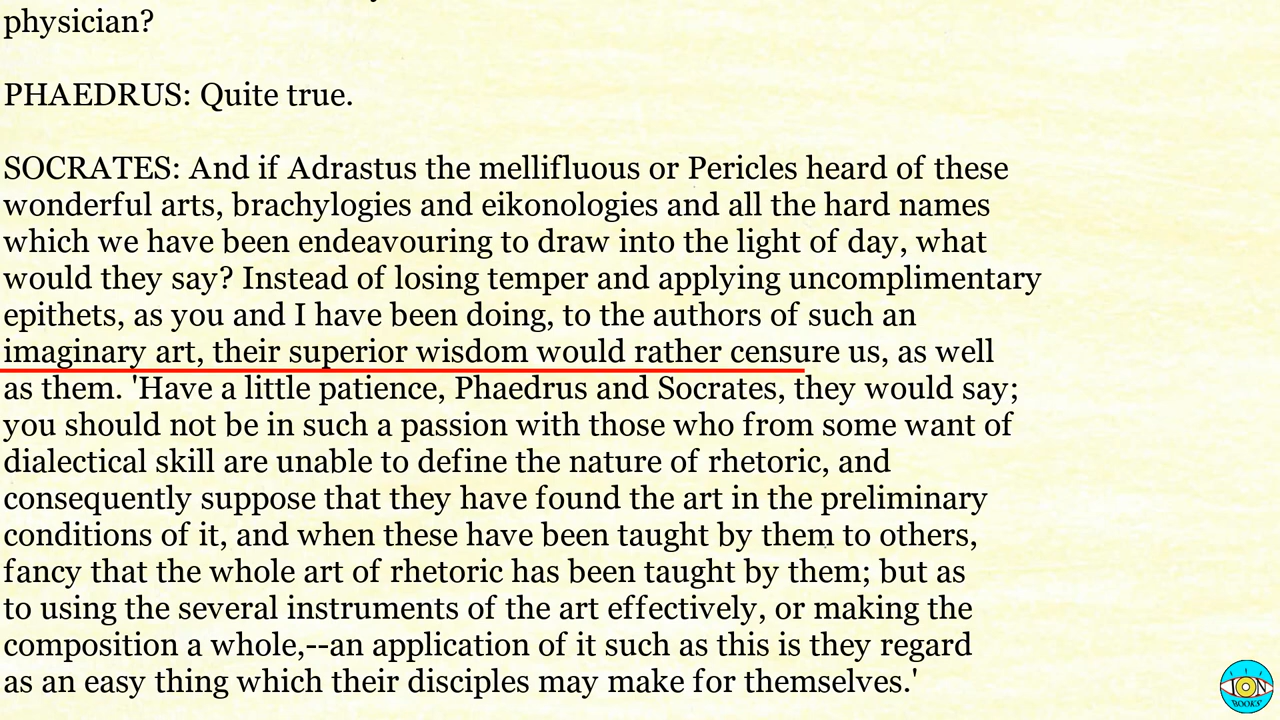 physician?
PHAEDRUS: Quite true.
SOCRATES: And if Adrastus the mellifluous or Pericles heard of these
wonderful arts, brachylogies and eikonologies and all the hard names
which we have been endeavouring to draw into the light of day, what
would they say? Instead of losing temper and applying uncomplimentary
epithets, as you and I have been doing, to the authors of such an
imaginary art, their superior wisdom would rather censure us, as well
as them. 'Have a little patience, Phaedrus and Socrates, they would say;
you should not be in such a passion with those who from some want of
dialectical skill are unable to define the nature of rhetoric, and
consequently suppose that they have found the art in the preliminary
conditions of it, and when these have been taught by them to others,
fancy that the whole art of rhetoric has been taught by them; but as
to using the several instruments of the art effectively, or making the
composition a whole,--an application of it such as this is they regard
as an easy thing which their disciples may make for themselves.'
ION
BOOKS